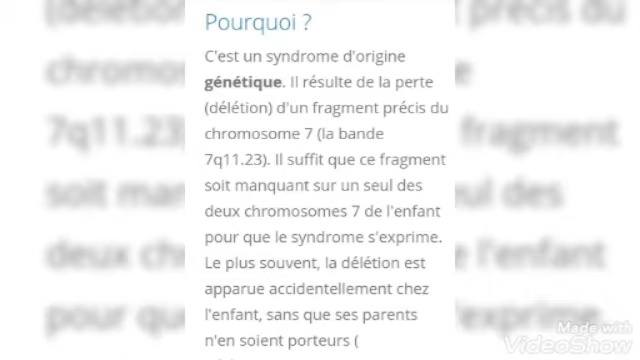 Pourquoi ?
C'est un syndrome d'origine
génétique. Il résulte de la perte
(délétion) d'un fragment précis du
chromosome 7 (la bande
7q11.23). Il suffit que ce fragment
soit manquant sur un seul des
deux chromosomes 7 de l'enfant
pour que le syndrome s'exprime.
Le plus souvent, la délétion est
apparue accidentellement chez
l'enfant, sans que ses parents
n'en soient porteurs (
Made with
VideoShow